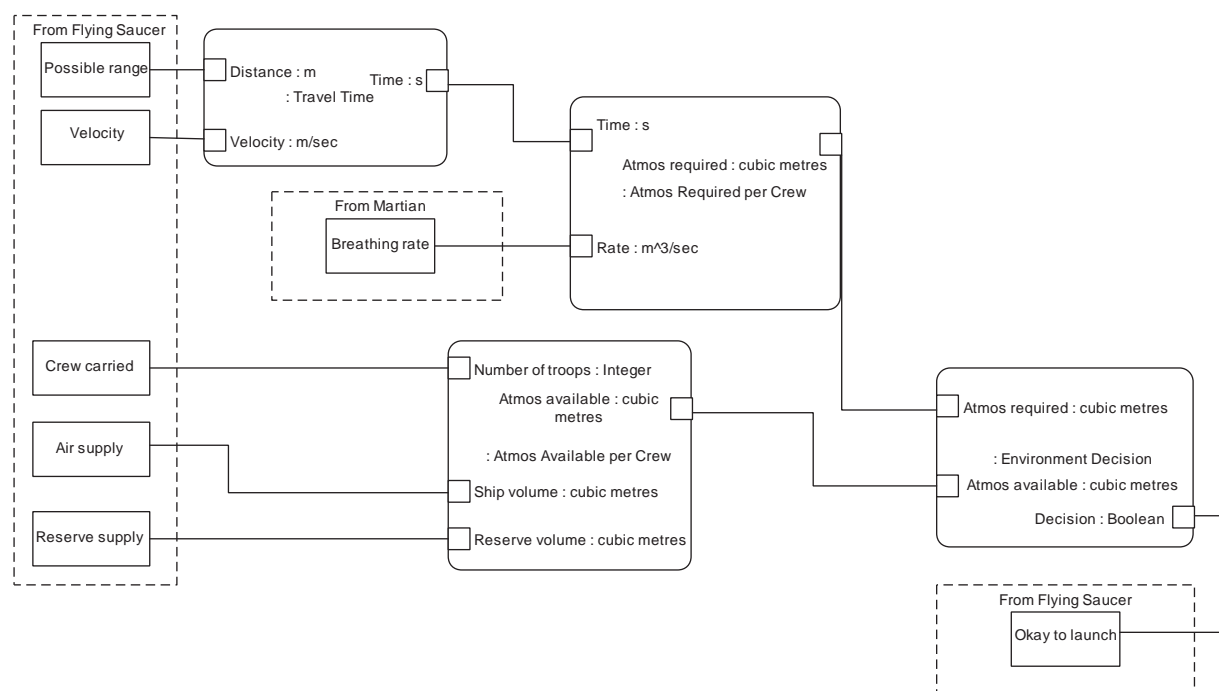 From Flying Saucer
Possible range
Distance : m
Time : s
: Travel Time
Velocity
Velocity : m/sec
Time : s
Atmos required : cubic metres
: Atmos Required per Crew
From Martian
Breathing rate
Rate : m^3/sec
Crew carried
Number of troops : Integer
Atmos available : cubic
metres
Air supply
: Atmos Available per Crew
Ship volume : cubic metres
Reserve supply
Reserve volume : cubic metres
Atmos required : cubic metres
: Environment Decision
Atmos available : cubic metres
Decision : Boolean
From Flying Saucer
Okay to launch